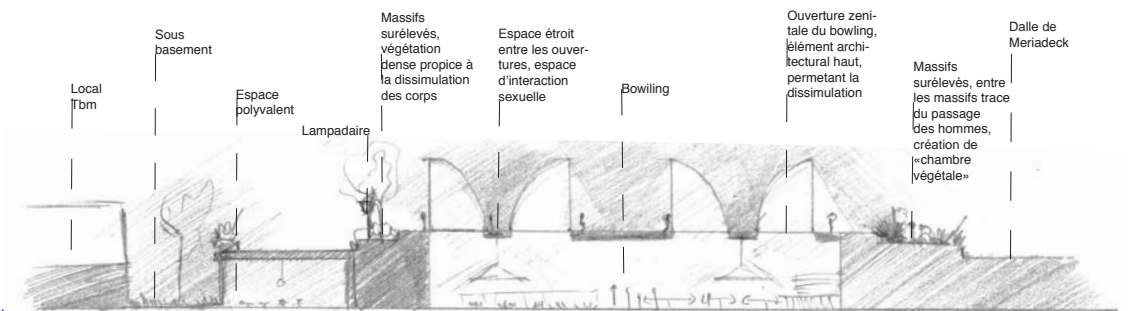 Local
Tbm
Sous
basement
Espace
polyvalent
Lampadaire
Massifs
surélevés,
végétation
dense propice à
la dissimulation
des corps
Espace étroit
entre les ouver-
tures, espace
d'interaction
sexuelle
Bowiling
Ouverture zeni-
tale du bowling,
élément archi-
tectural haut,
permetant la
dissimulation
Massifs
surélevés, entre
les massifs trace
du passage
des hommes,
création de
«chambre
végétale»
Dalle de
Meriadeck